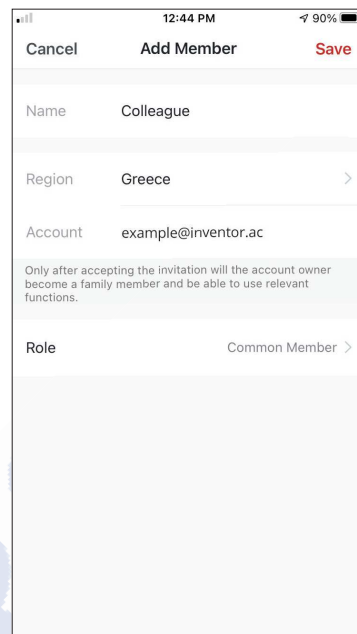 12:44 PM 90%
Cancel Add Member Save
Name Colleague
Region Greece
Account example@inventor.ac
Only after accepting the invitation will the account owner
become a family member and be able to use relevant
functions.
Role Common Member